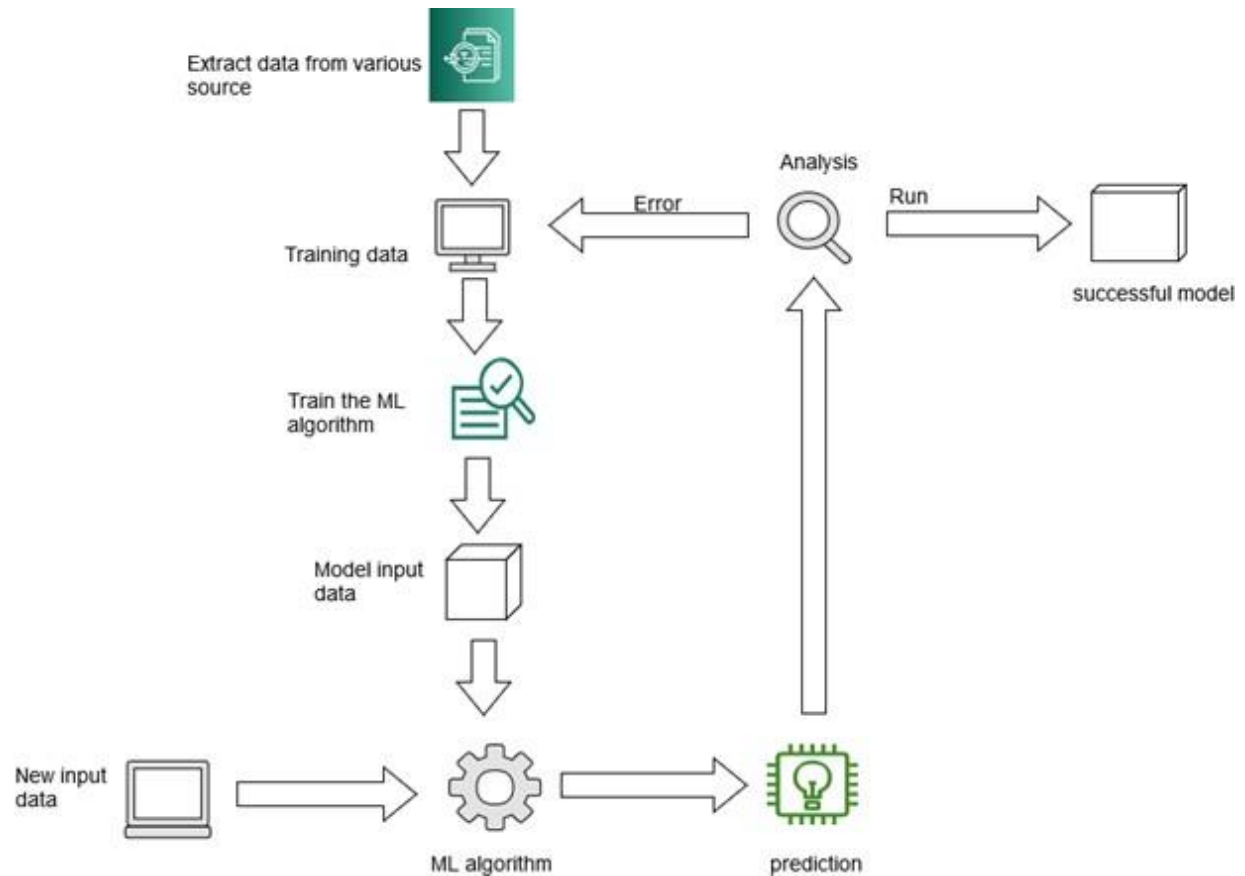 Extract data from various
source
Analysis
Error
Run
Training data
successful model
Train the ML
algorithm
Model input
data
New input
data
ML algorithm
prediction